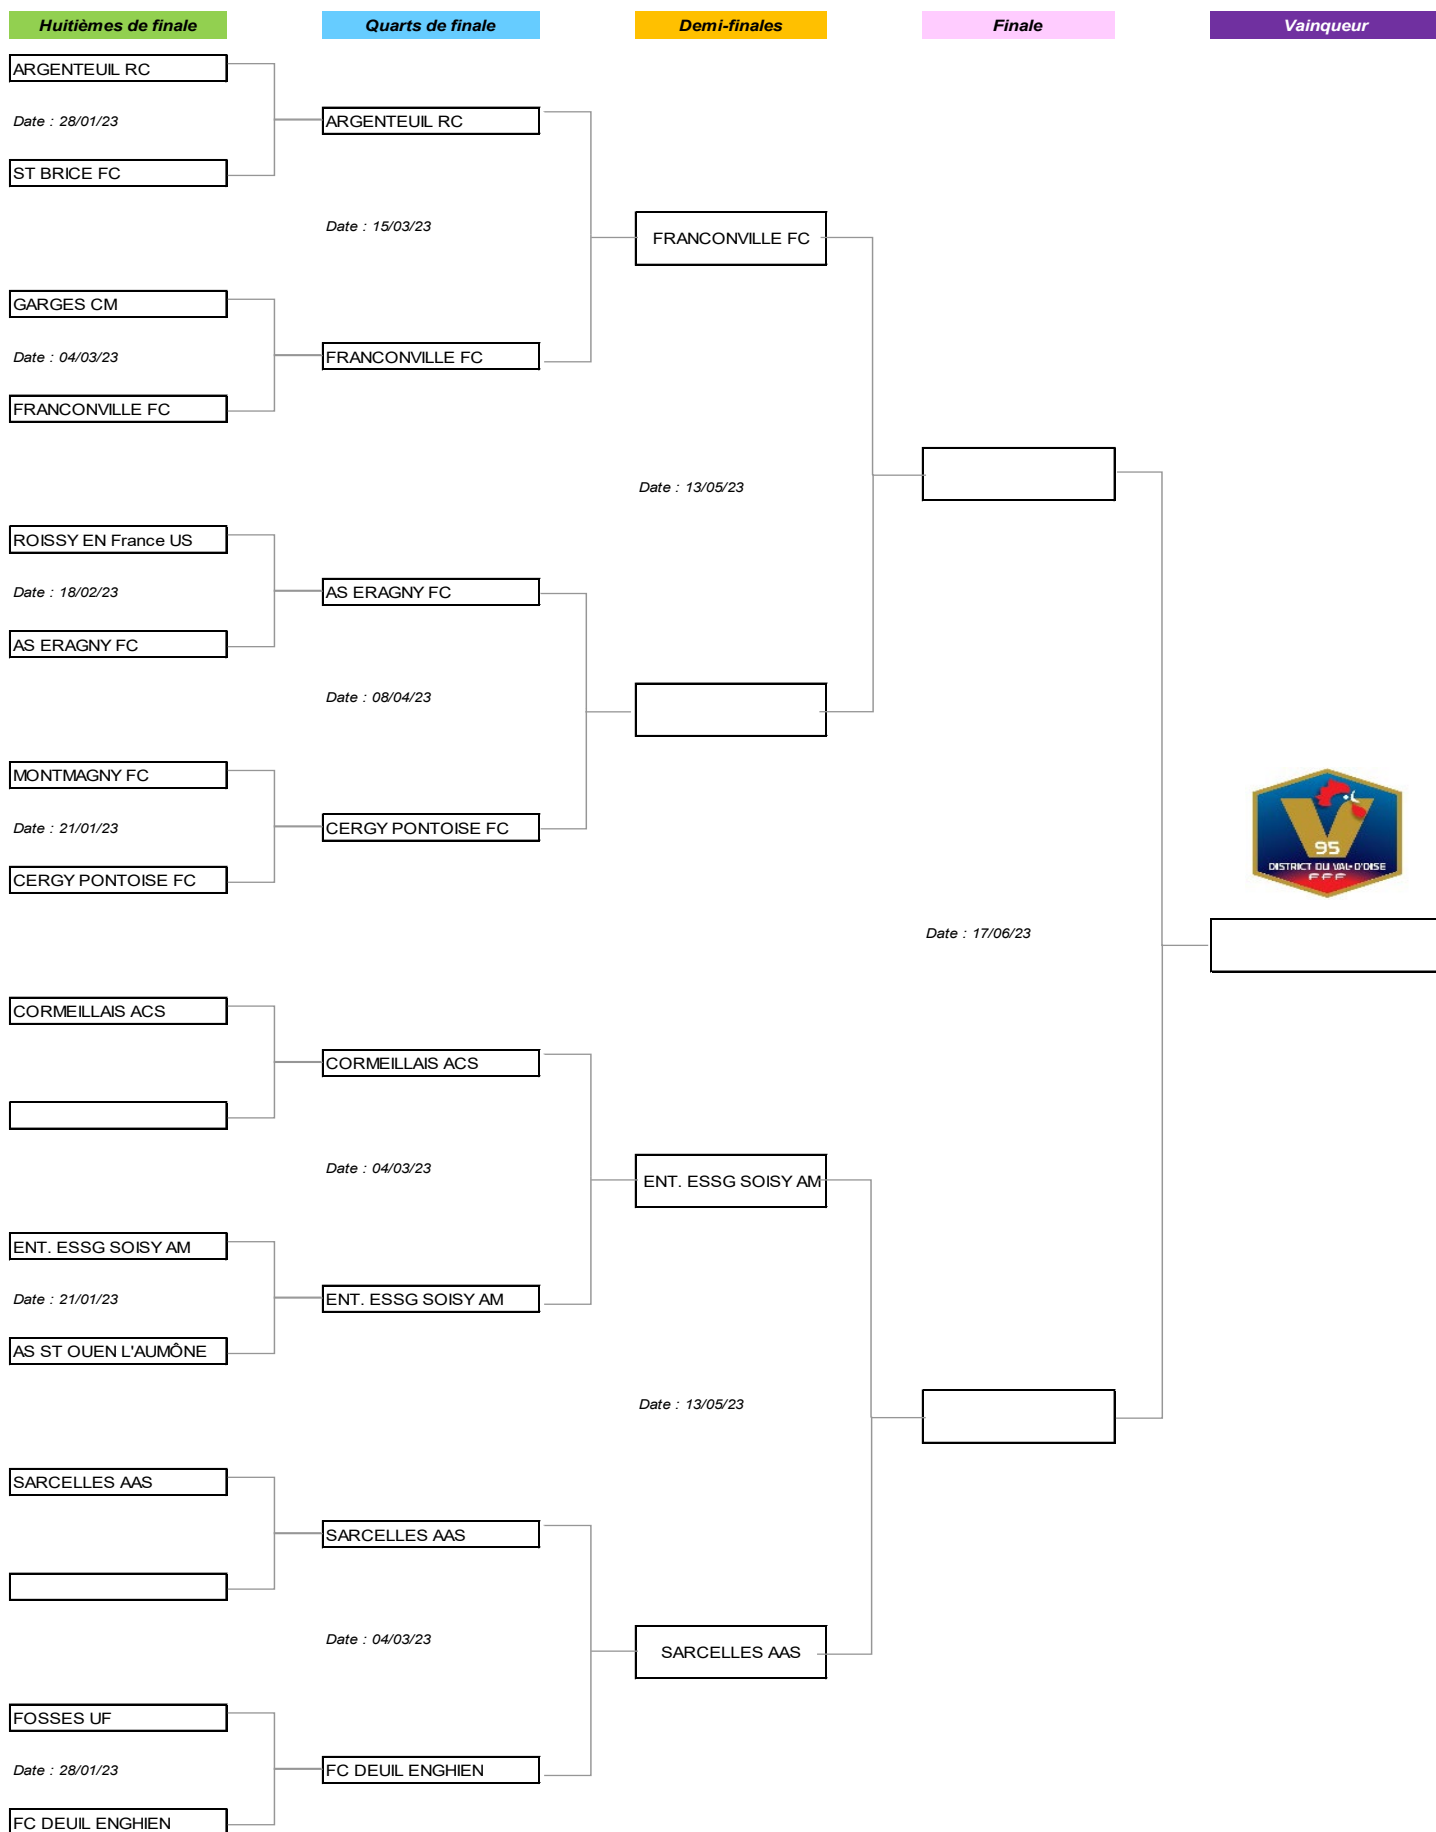 Huitièmes de finale
Quarts de finale
Demi-finales
Finale
Vainqueur
ARGENTEUIL RC
Date : 28/01/23
ARGENTEUIL RC
ST BRICE FC
Date : 15/03/23
FRANCONVILLE FC
GARGES CM
Date : 04/03/23
FRANCONVILLE FC
FRANCONVILLE FC
Date : 13/05/23
ROISSY EN France US
Date : 18/02/23
AS ERAGNY FC
AS ERAGNY FC
Date : 08/04/23
MONTMAGNY FC
Date : 21/01/23
CERGY PONTOISE FC
CERGY PONTOISE FC
95
DISTRICT DU VAL-D'OISE
FFF
Date : 17/06/23
CORMEILLAIS ACS
CORMEILLAIS ACS
Date : 04/03/23
ENT. ESSG SOISY AM
ENT. ESSG SOISY AM
Date : 21/01/23
ENT. ESSG SOISY AM
AS ST OUEN L'AUMÔNE
Date : 13/05/23
SARCELLES AAS
SARCELLES AAS
Date : 04/03/23
SARCELLES AAS
FOSSES UF
Date : 28/01/23
FC DEUIL ENGHIEN
FC DEUIL ENGHIEN